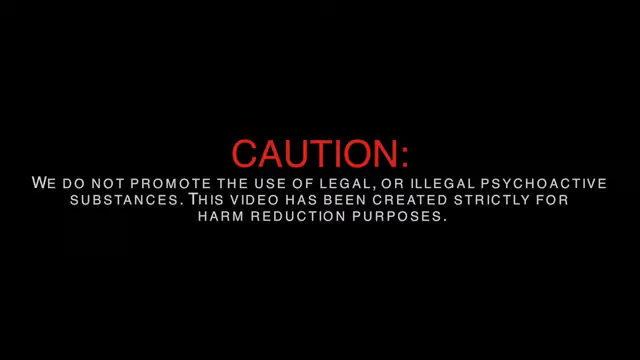 CAUTION:
WE DO NOT PROMOTE THE USE OF LEGAL, OR ILLEGAL PSYCHOACTIVE
SUBSTANCES. THIS VIDEO HAS BEEN CREATED STRICTLY FOR
HARM REDUCTION PURPOSES.